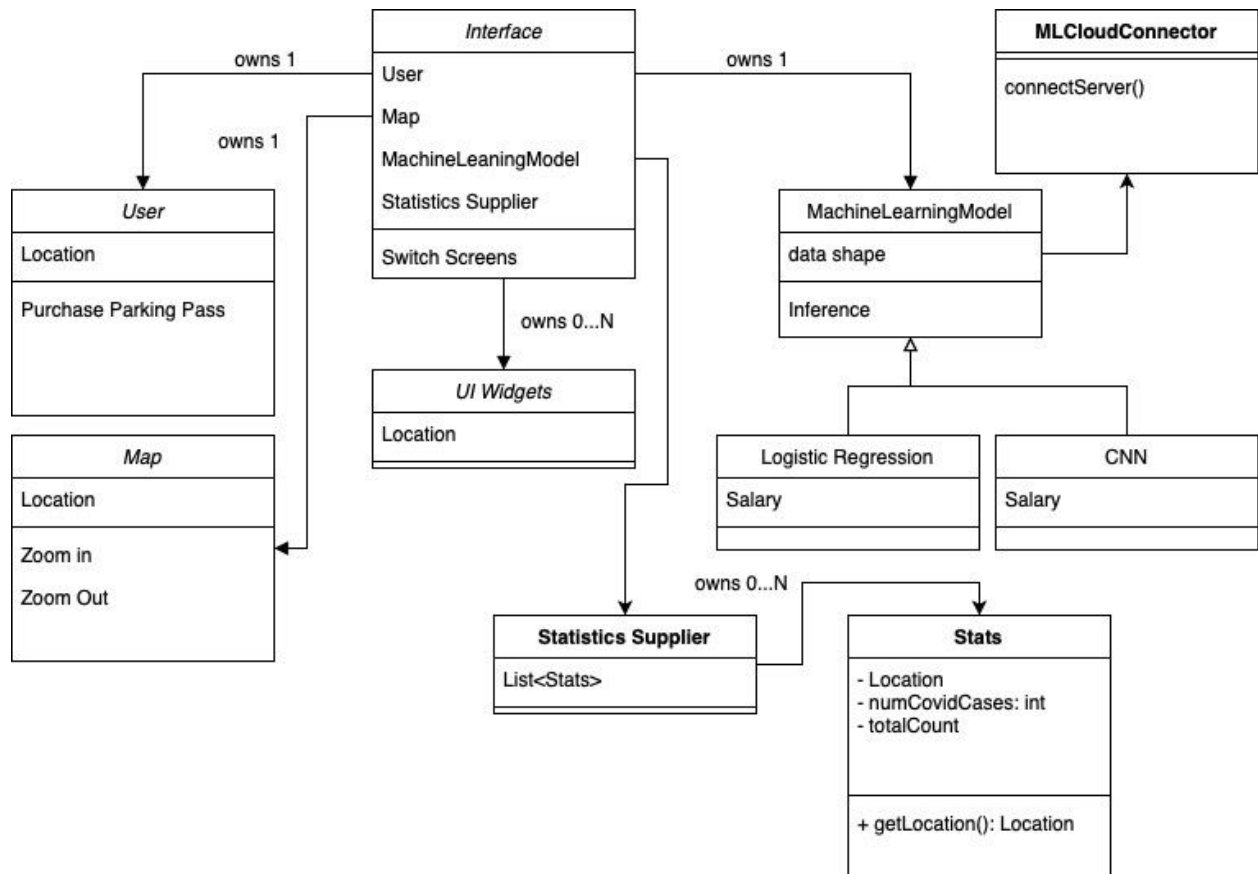 Interface
User
Map
MachineLeaningModel
Statistics Supplier
Switch Screens
owns 1
owns 1
owns 1
MLCloudConnector
connectServer()
User
Location
Purchase Parking Pass
MachineLearningModel
data shape
Inference
owns 0...N
UI Widgets
Location
Map
Location
Zoom in
Zoom Out
Logistic Regression
Salary
CNN
Salary
owns 0...N
Statistics Supplier
List<Stats>
Stats
- Location
- numCovidCases: int
- totalCount
+ getLocation(): Location